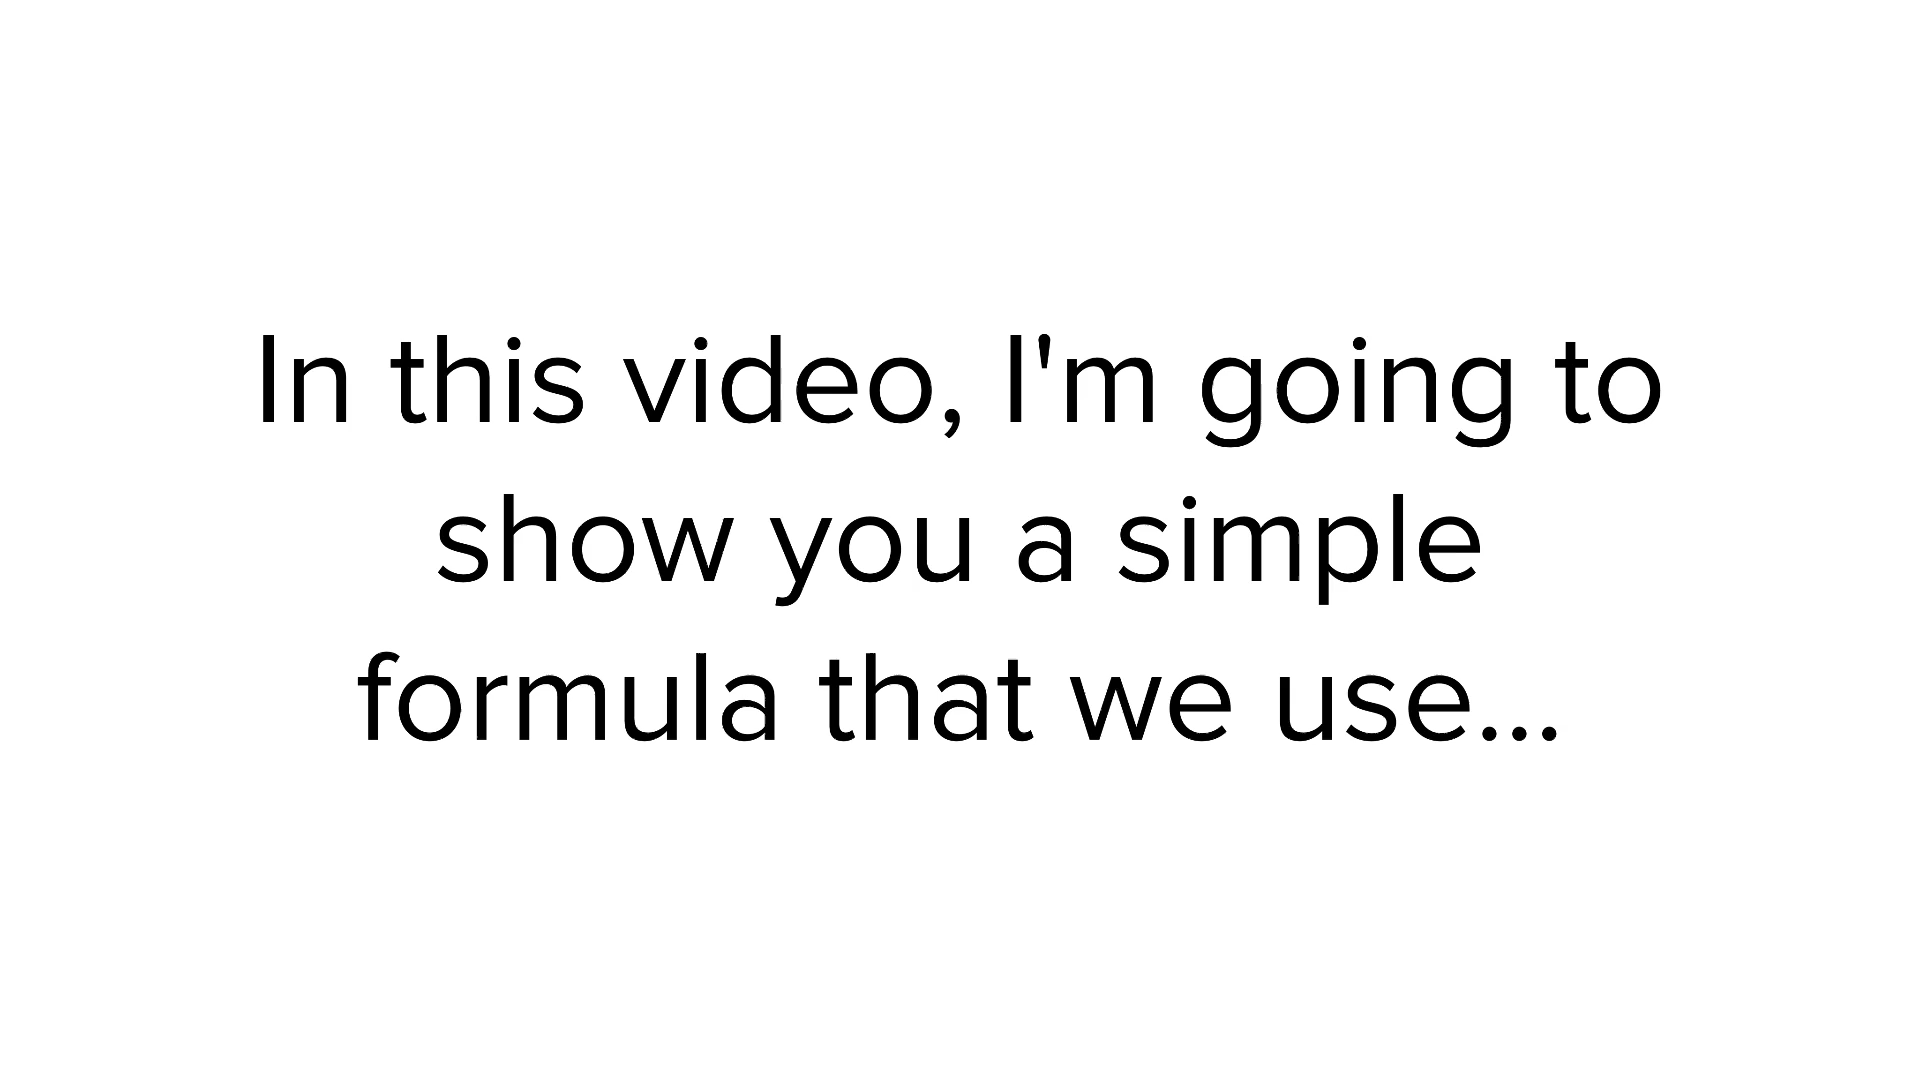 In this video, I'm going to
show you a simple
formula that we use...